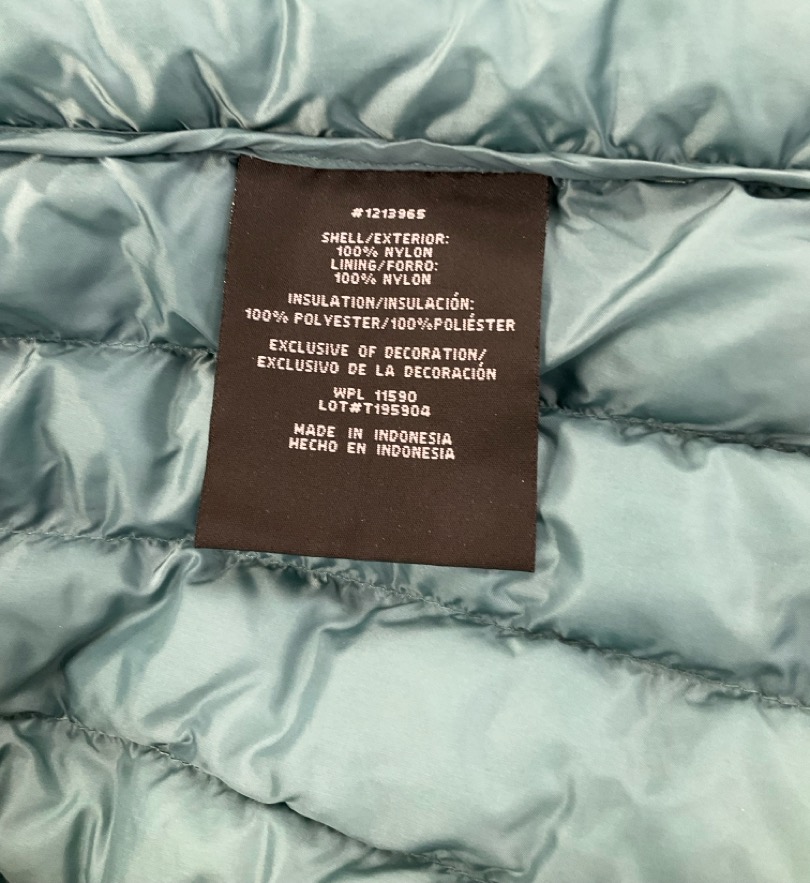 #1213965
SHELL/EXTERIOR:
100% NYLON
LINING/FORRO:
100% NYLON
INSULATION/INSULACIÓN:
100% POLYESTER/100%POLIÉSTER
EXCLUSIVE OF DECORATION/
EXCLUSIVO DE LA DECORACIÓN
WPL 11590
LOT#T195904
MADE IN INDONESIA
HECHO EN INDONESIA